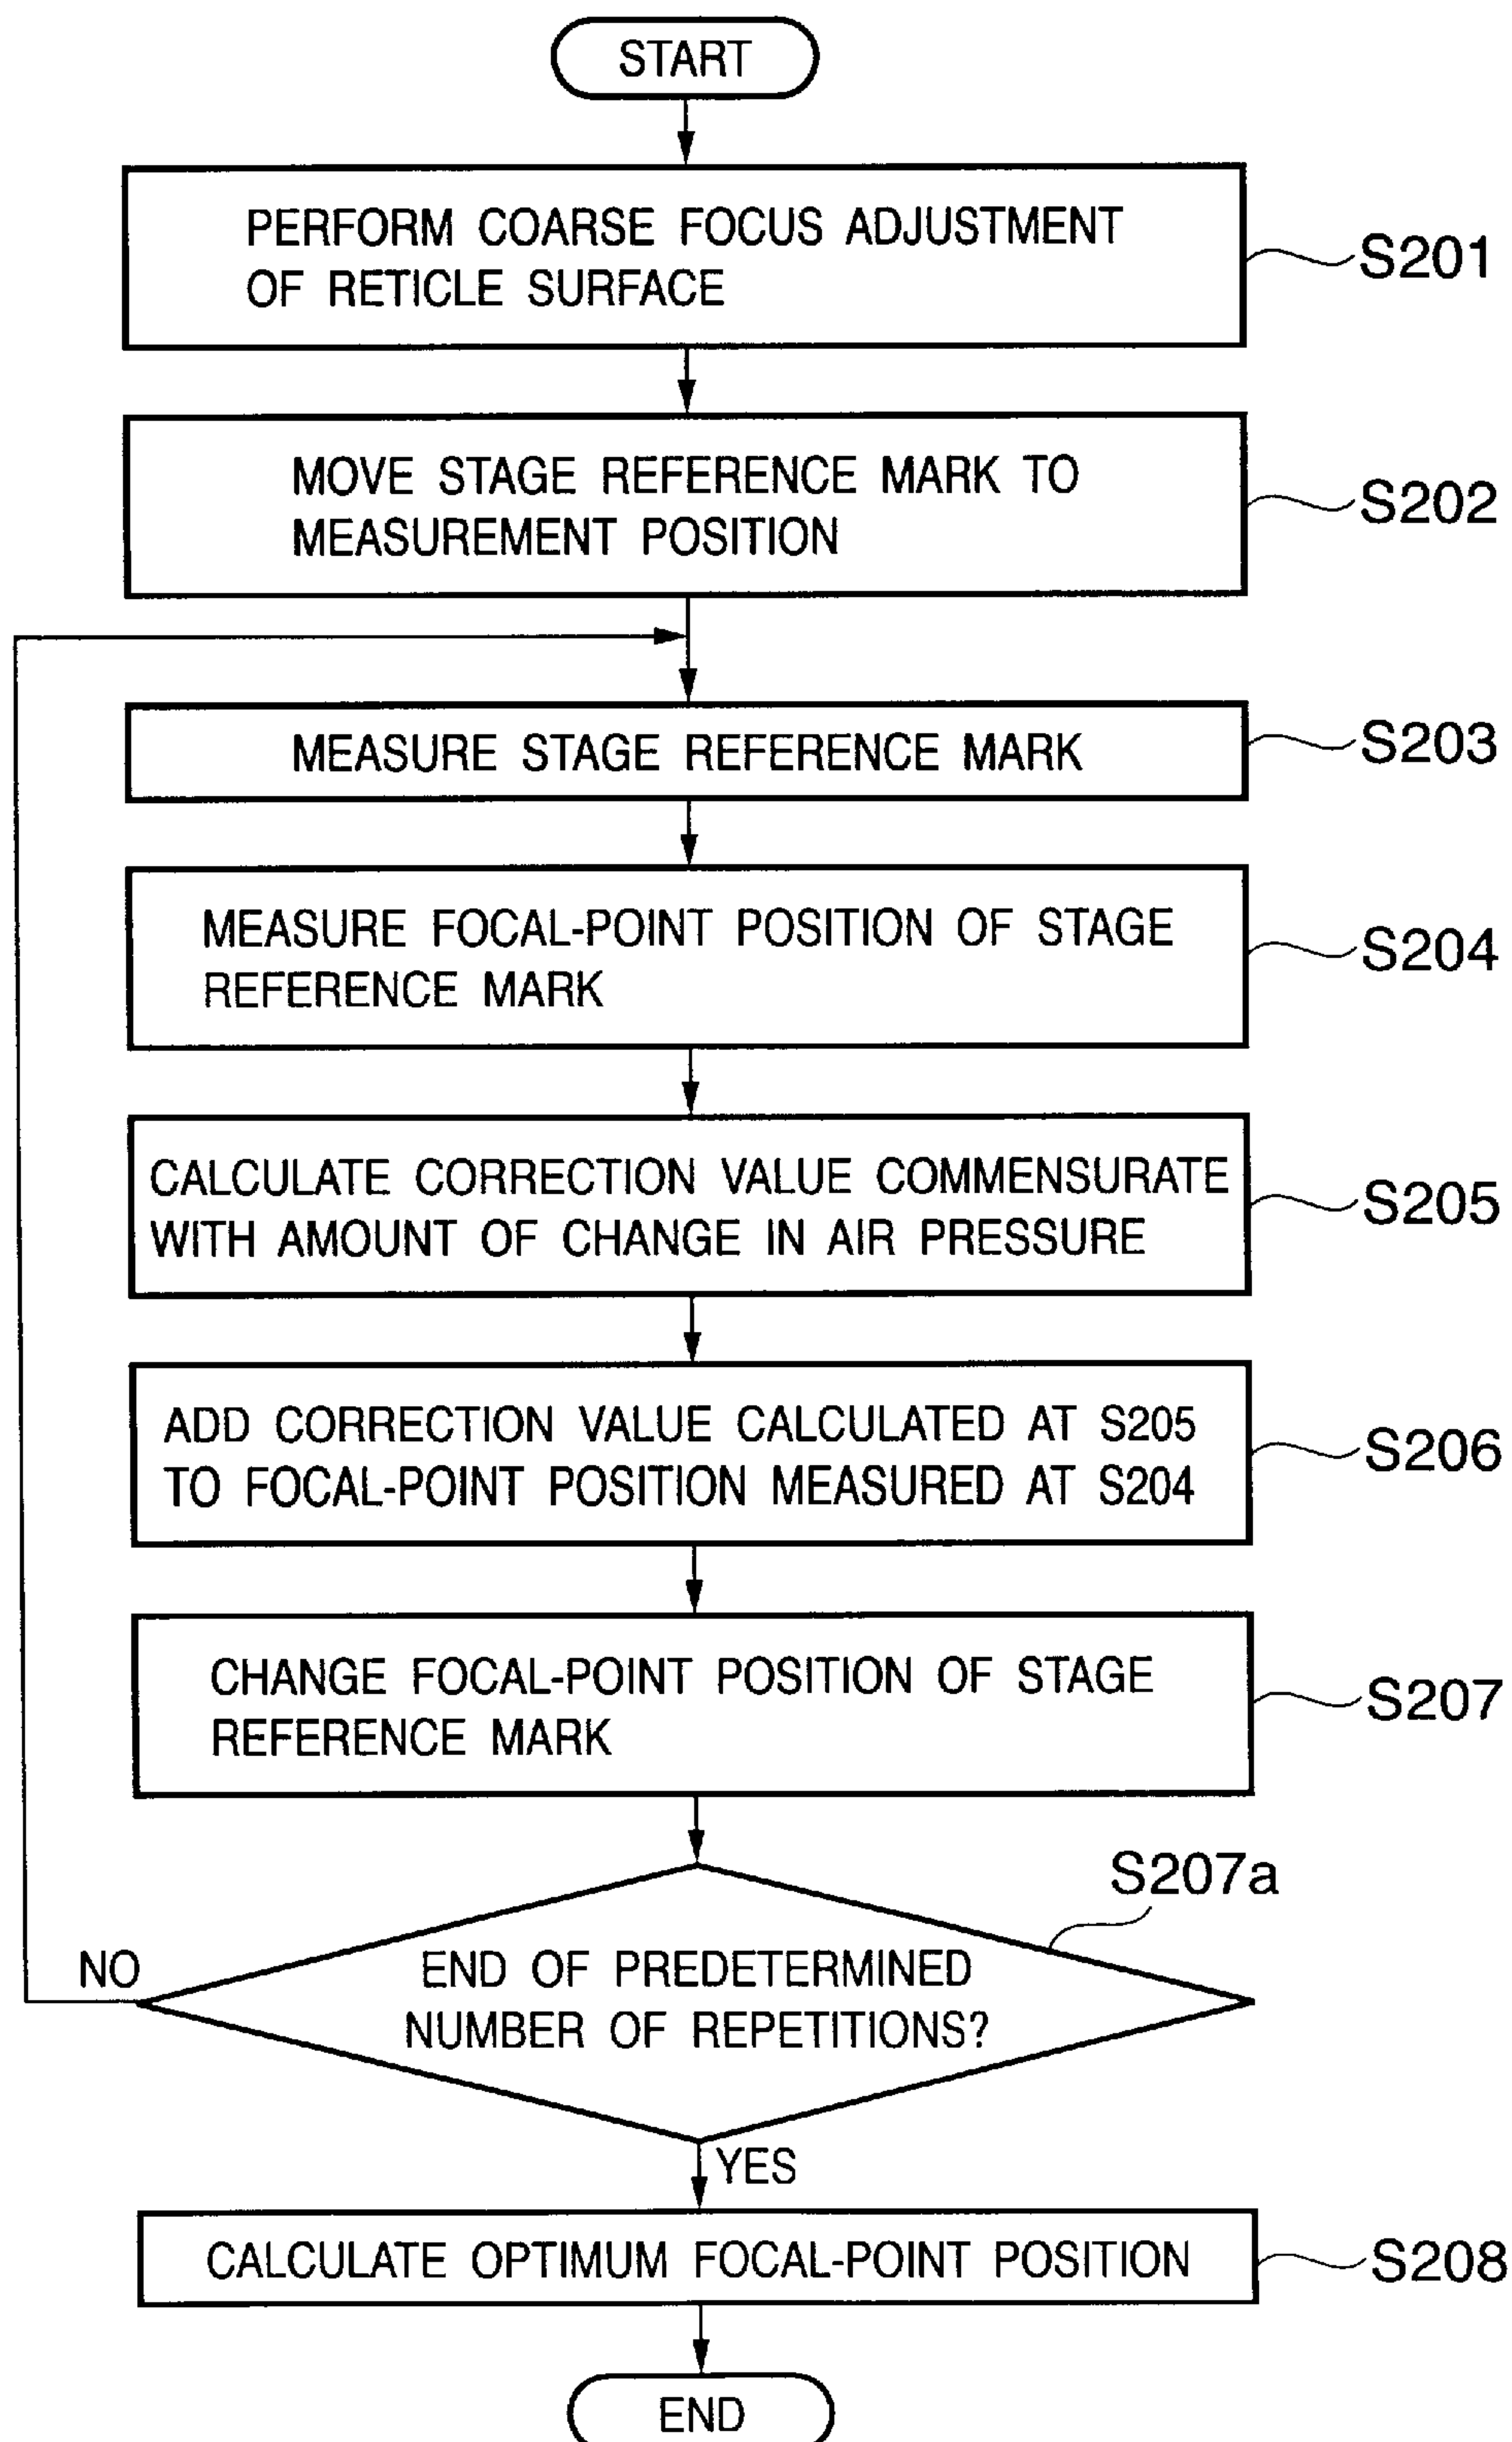 START
PERFORM COARSE FOCUS ADJUSTMENT
OF RETICLE SURFACE
S201
MOVE STAGE REFERENCE MARK TO
MEASUREMENT POSITION
S202
MEASURE STAGE REFERENCE MARK
S203
MEASURE FOCAL-POINT POSITION OF STAGE
REFERENCE MARK
S204
CALCULATE CORRECTION VALUE COMMENSURATE
WITH AMOUNT OF CHANGE IN AIR PRESSURE
S205
ADD CORRECTION VALUE CALCULATED AT S205
TO FOCAL-POINT POSITION MEASURED AT S204
S206
CHANGE FOCAL-POINT POSITION OF STAGE
REFERENCE MARK
S207
S207a
NO
END OF PREDETERMINED
NUMBER OF REPETITIONS?
YES
CALCULATE OPTIMUM FOCAL-POINT POSITION
S208
END